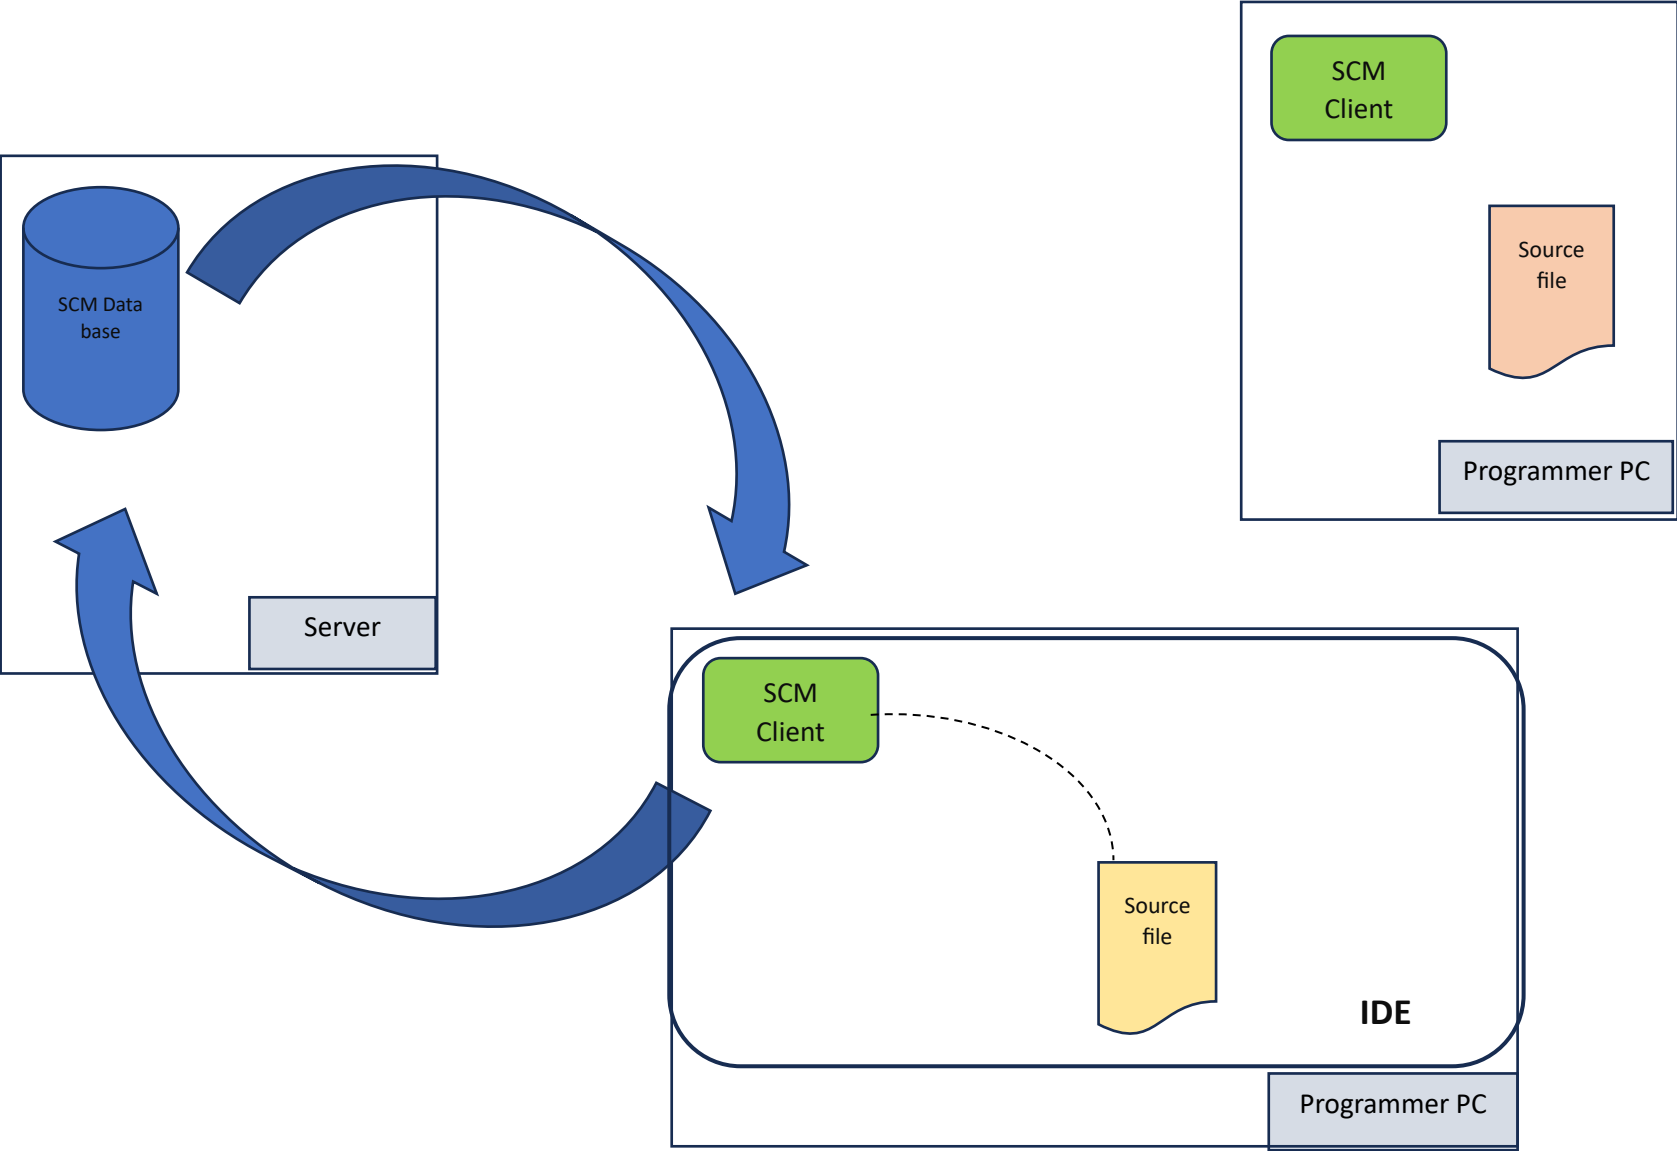 SCM
Client
Source
file
Programmer PC
SCM Data
base
Server
SCM
Client
Source
file
IDE
Programmer PC